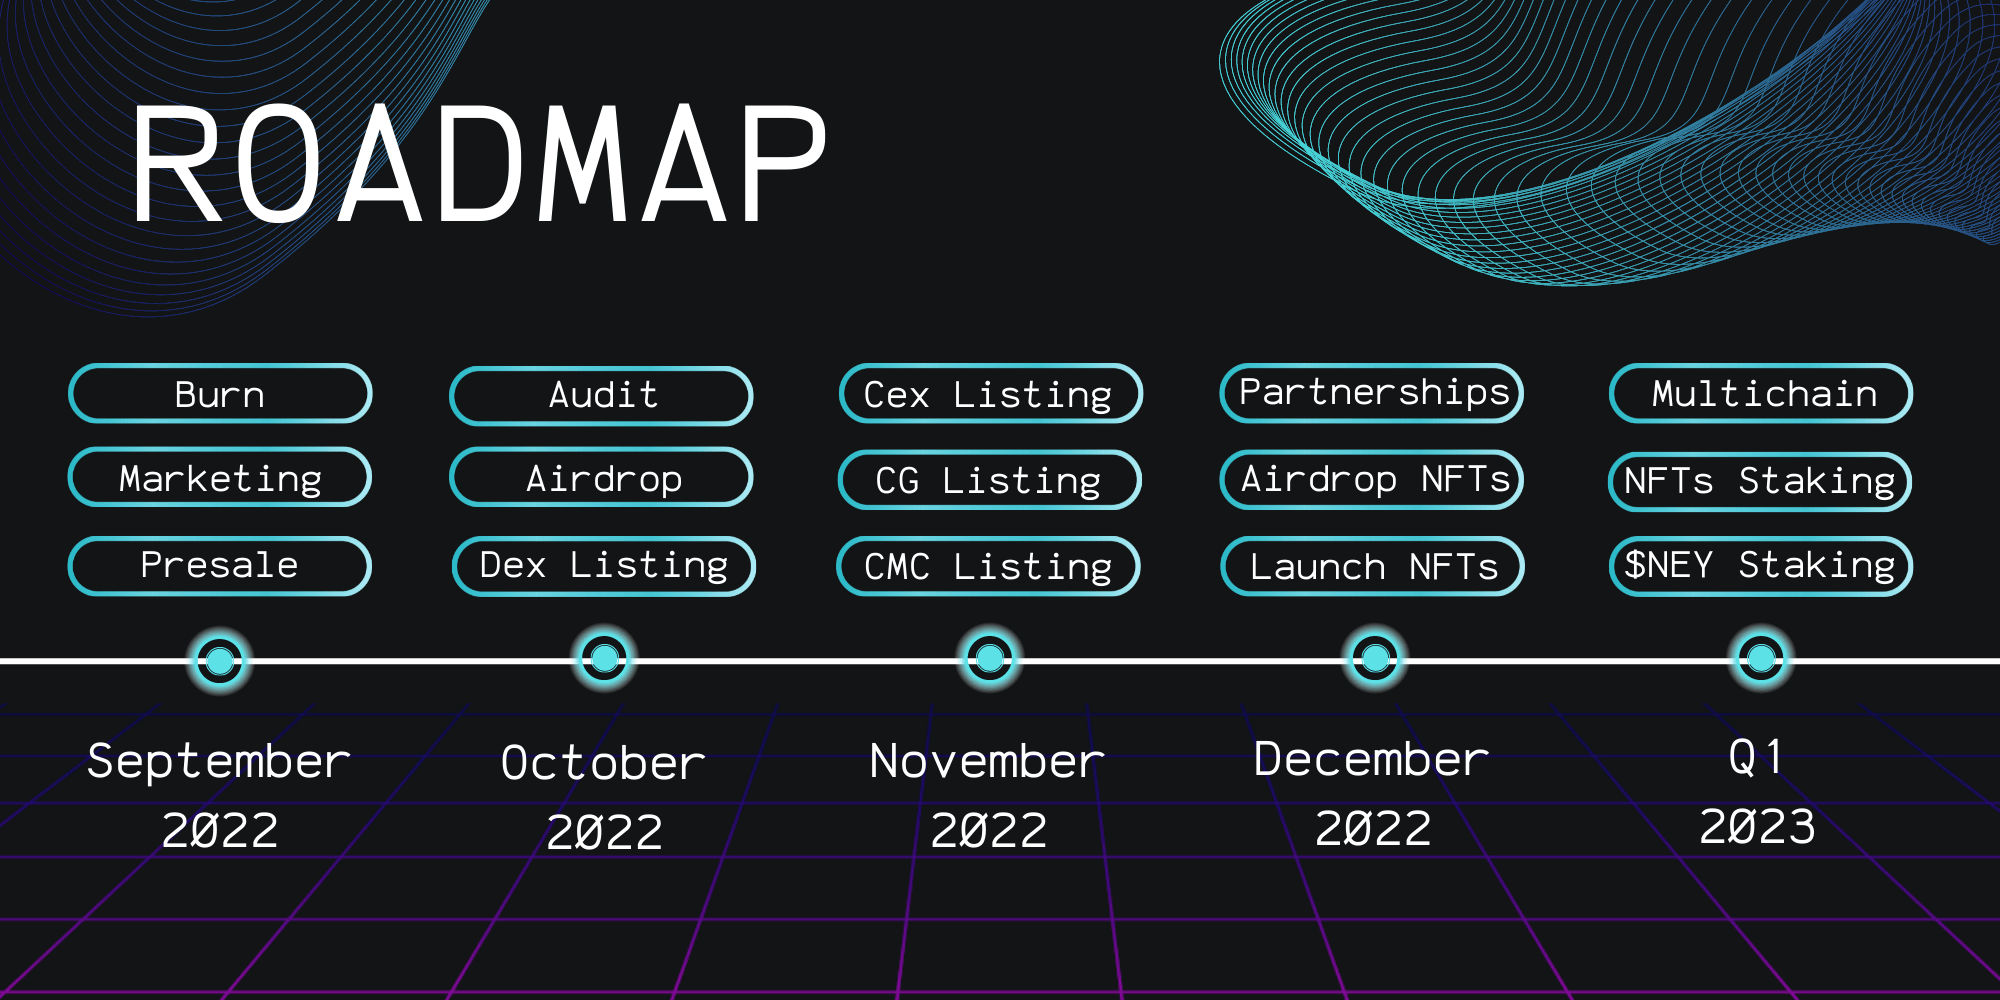 ROADMAP
Burn
Marketing
Presale
September
2022
Audit
Airdrop
Dex Listing
October
2022
Cex Listing
CG Listing
CMC Listing
November
2022
Partnerships
Airdrop NFTs
Launch NFTs
December
2022
Multichain
NFTs Staking
$NEY Staking
Q1
2023